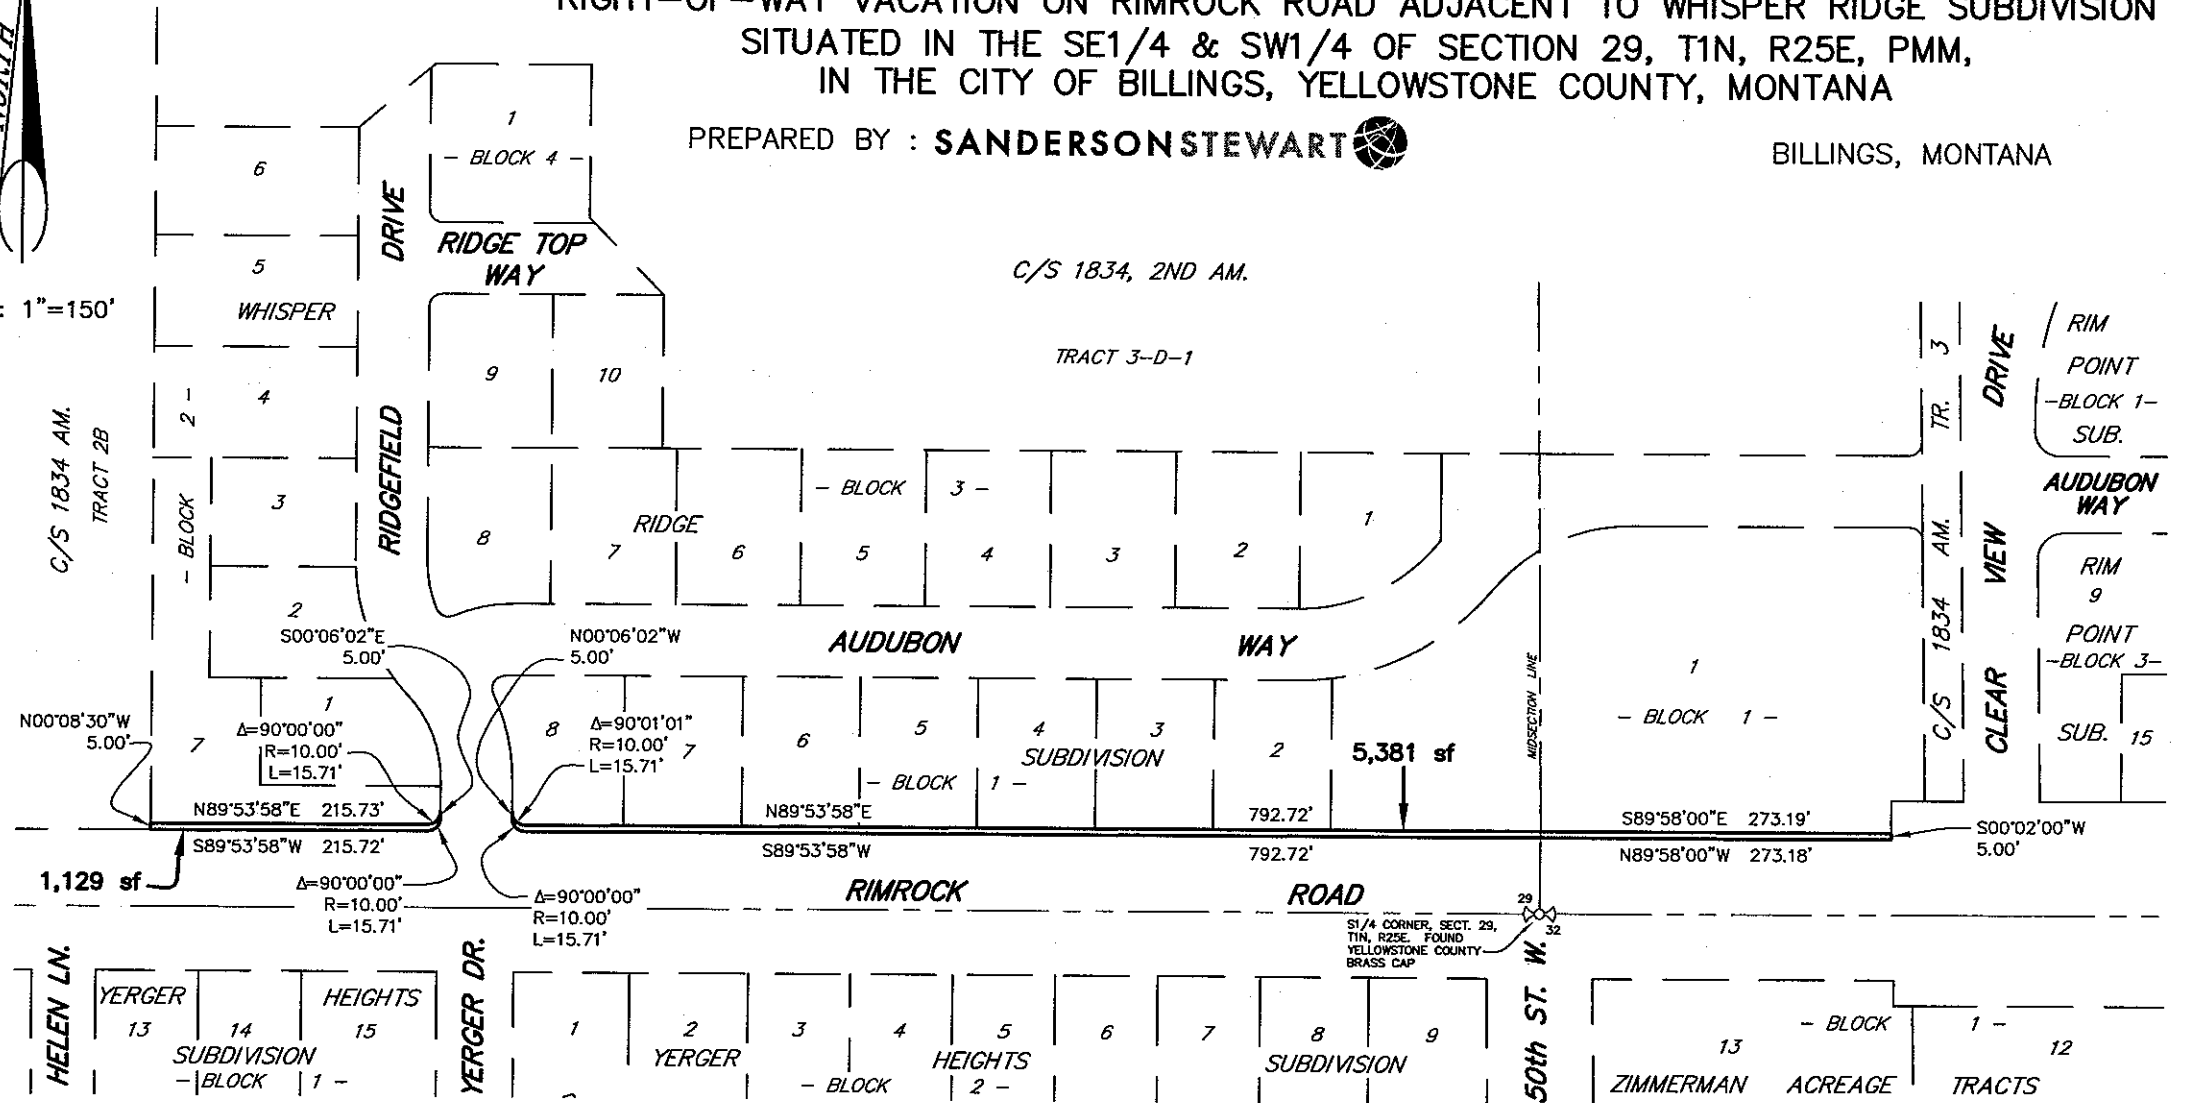 RIGHT-OF-WAY VACATION ON RIMROCK ROAD ADJACENT TO WHISPER RIDGE SUBDIVISION
SITUATED IN THE SE1/4 & SW1/4 OF SECTION 29, T1N, R25E, PMM,
IN THE CITY OF BILLINGS, YELLOWSTONE COUNTY, MONTANA
PREPARED BY : SANDERSON STEWART
BILLINGS, MONTANA
NORTH
: 1"=150'
6
5
WHISPER
4
- BLOCK 2 -
3
2
1
7
C/S 1834 AM.
TRACT 2B
RIDGEFIELD DRIVE
1
- BLOCK 4 -
RIDGE TOP
WAY
9
10
8
7
RIDGE
6
5
4
3
2
1
- BLOCK 3 -
C/S 1834, 2ND AM.
TRACT 3-D-1
TR. 3
C/S 1834 AM.
CLEAR VIEW DRIVE
RIM
POINT
-BLOCK 1-
SUB.
AUDUBON
WAY
RIM
9
POINT
-BLOCK 3-
SUB. 15
AUDUBON WAY
S00°06'02"E
5.00'
N00°06'02"W
5.00'
N00°08'30"W
5.00'
Δ=90°00'00"
R=10.00'
L=15.71'
8
Δ=90°01'01"
R=10.00'
L=15.71'
7
6
5
4
3
2
SUBDIVISION
- BLOCK 1 -
5,381 sf
MIDSECTION LINE
1
- BLOCK 1 -
N89°53'58"E 215.73'
S89°53'58"W 215.72'
N89°53'58"E 792.72'
S89°53'58"W 792.72'
S89°58'00"E 273.19'
N89°58'00"W 273.18'
S00°02'00"W
5.00'
1,129 sf
Δ=90°00'00"
R=10.00'
L=15.71'
Δ=90°00'00"
R=10.00'
L=15.71'
RIMROCK ROAD
29
32
S1/4 CORNER, SECT. 29,
T1N, R25E. FOUND
YELLOWSTONE COUNTY
BRASS CAP
HELEN LN.
YERGER HEIGHTS
13 14 15
SUBDIVISION
- BLOCK 1 -
YERGER DR.
1 2 3 4 5 6 7 8 9
YERGER HEIGHTS SUBDIVISION
- BLOCK 2 -
50th ST. W.
- BLOCK 1 -
13 12
ZIMMERMAN ACREAGE TRACTS